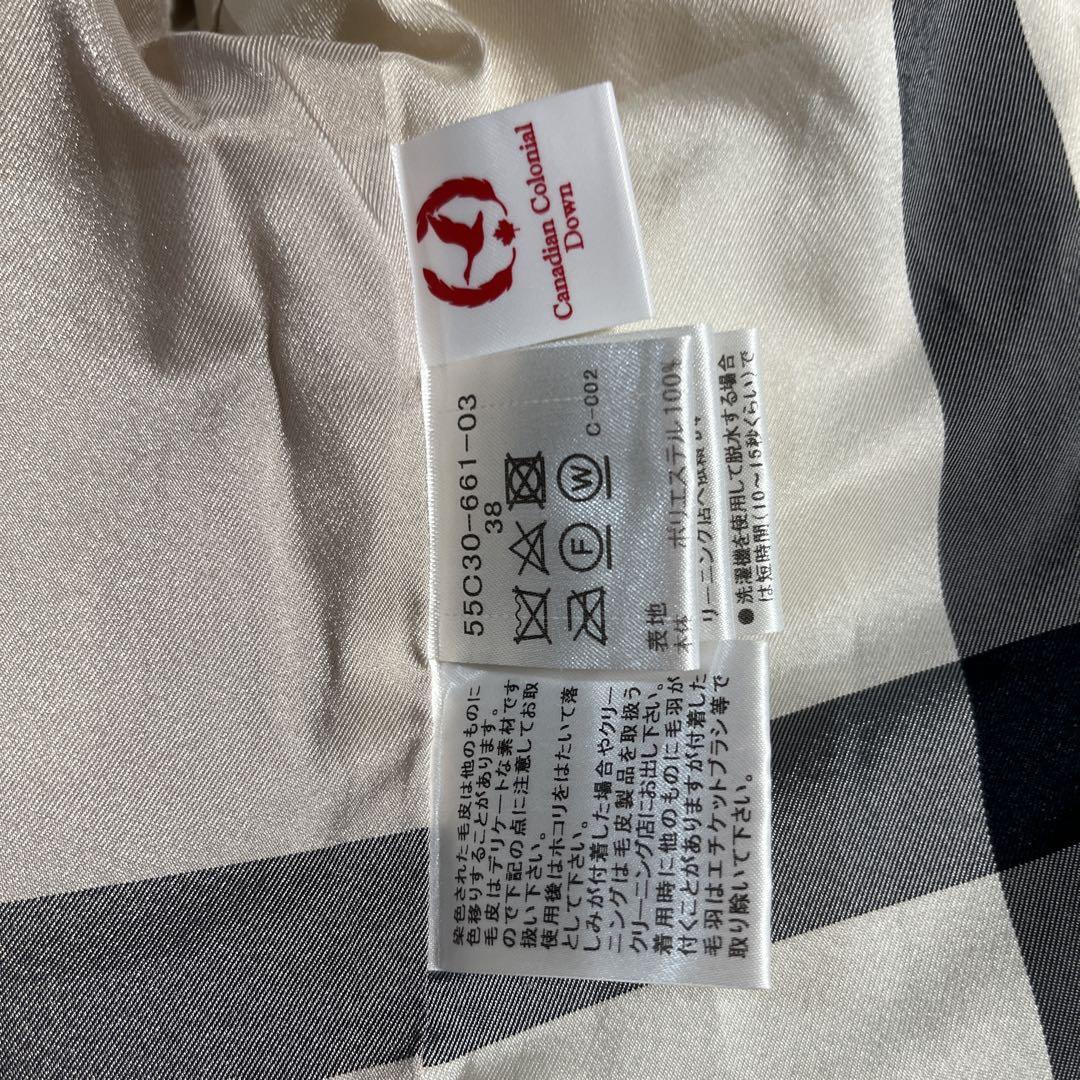 Canadian Colonial
Down
55C30-661-03
38
F W
C-002
表地 ポリエステル 100%
本体
リーニング店へ
●洗濯機を使用して脱水する場合
は短時間(10~15秒くらい)で
染色された毛皮は他のものに
色移りすることがあります。
毛皮はデリケートな素材です
ので下記の点に注意してお取
扱い下さい。
使用後はホコリをはたいて落
として下さい。
しみが付着した場合やクリー
ニングは毛皮製品を取扱う
クリーニング店にお出し下さい。
着用時に他のものに毛羽が
付くことがありますが付着した
毛羽はエチケットブラシ等で
取り除いて下さい。